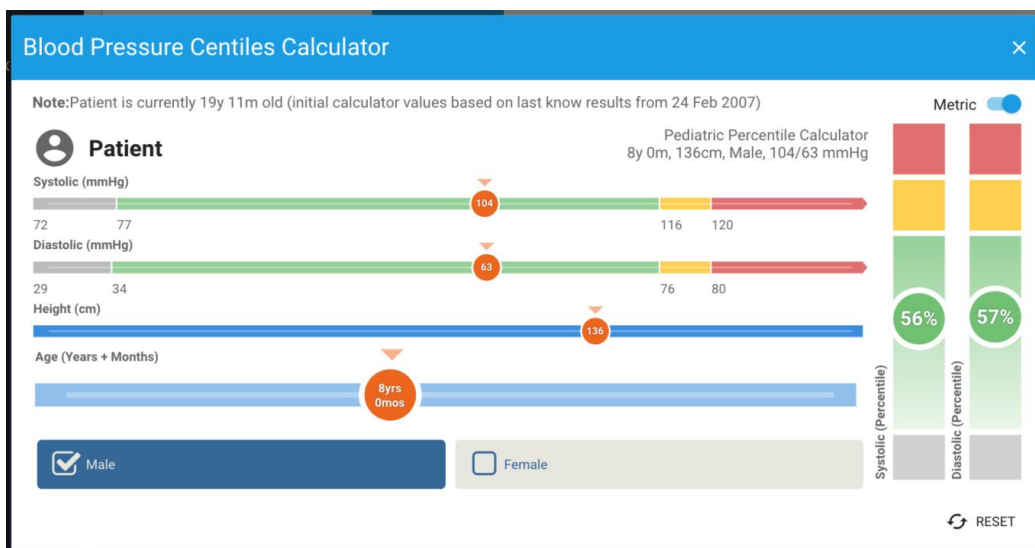 Blood Pressure Centiles Calculator
Note:Patient is currently 19y 11m old (initial calculator values based on last know results from 24 Feb 2007)
Metric
Patient
Pediatric Percentile Calculator
8y 0m, 136cm, Male, 104/63 mmHg
Systolic (mmHg)
104
72 77 116 120
Diastolic (mmHg)
63
29 34 76 80
Height (cm)
136
Age (Years + Months)
8yrs
0mos
Male
Female
56%
57%
Systolic (Percentile)
Diastolic (Percentile)
RESET